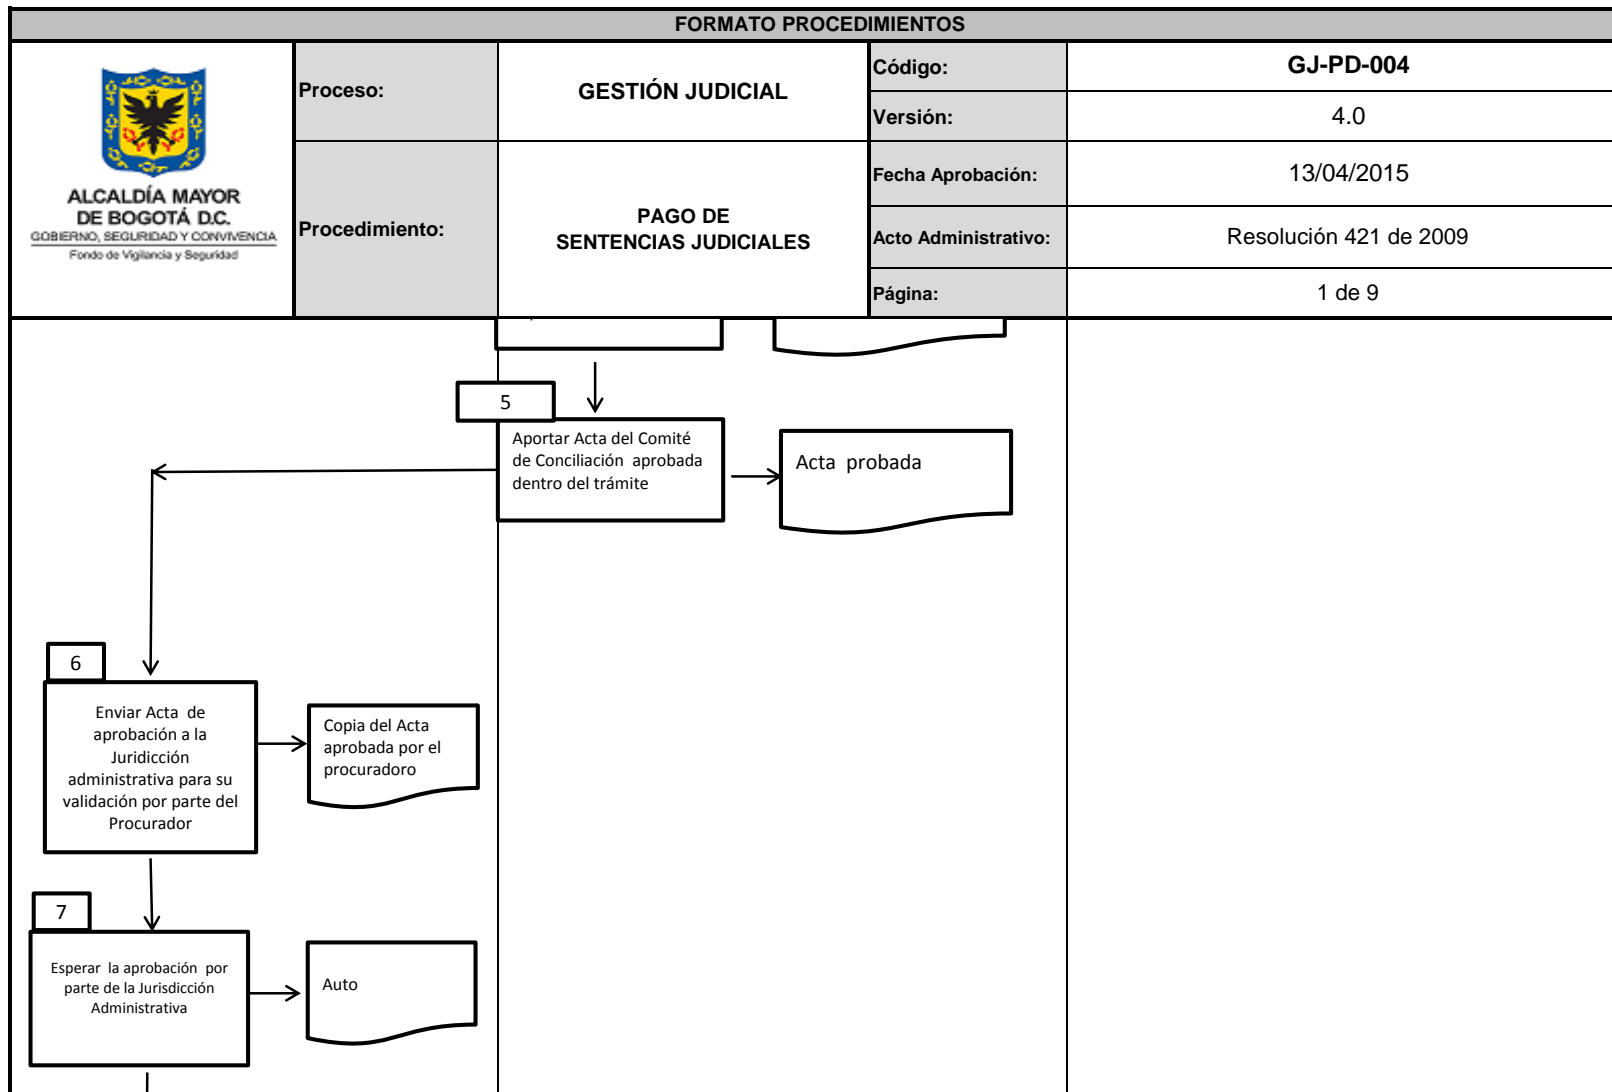 FORMATO PROCEDIMIENTOS
ALCALDÍA MAYOR
DE BOGOTÁ D.C.
GOBIERNO, SEGURIDAD Y CONVIVENCIA
Fondo de Vigilancia y Seguridad
Proceso:
GESTIÓN JUDICIAL
Código:
GJ-PD-004
Versión:
4.0
Procedimiento:
PAGO DE
SENTENCIAS JUDICIALES
Fecha Aprobación:
13/04/2015
Acto Administrativo:
Resolución 421 de 2009
Página:
1 de 9
5
Aportar Acta del Comité
de Conciliación aprobada
dentro del trámite
Acta probada
6
Enviar Acta de
aprobación a la
Juridicción
administrativa para su
validación por parte del
Procurador
Copia del Acta
aprobada por el
procuradoro
7
Esperar la aprobación por
parte de la Jurisdicción
Administrativa
Auto